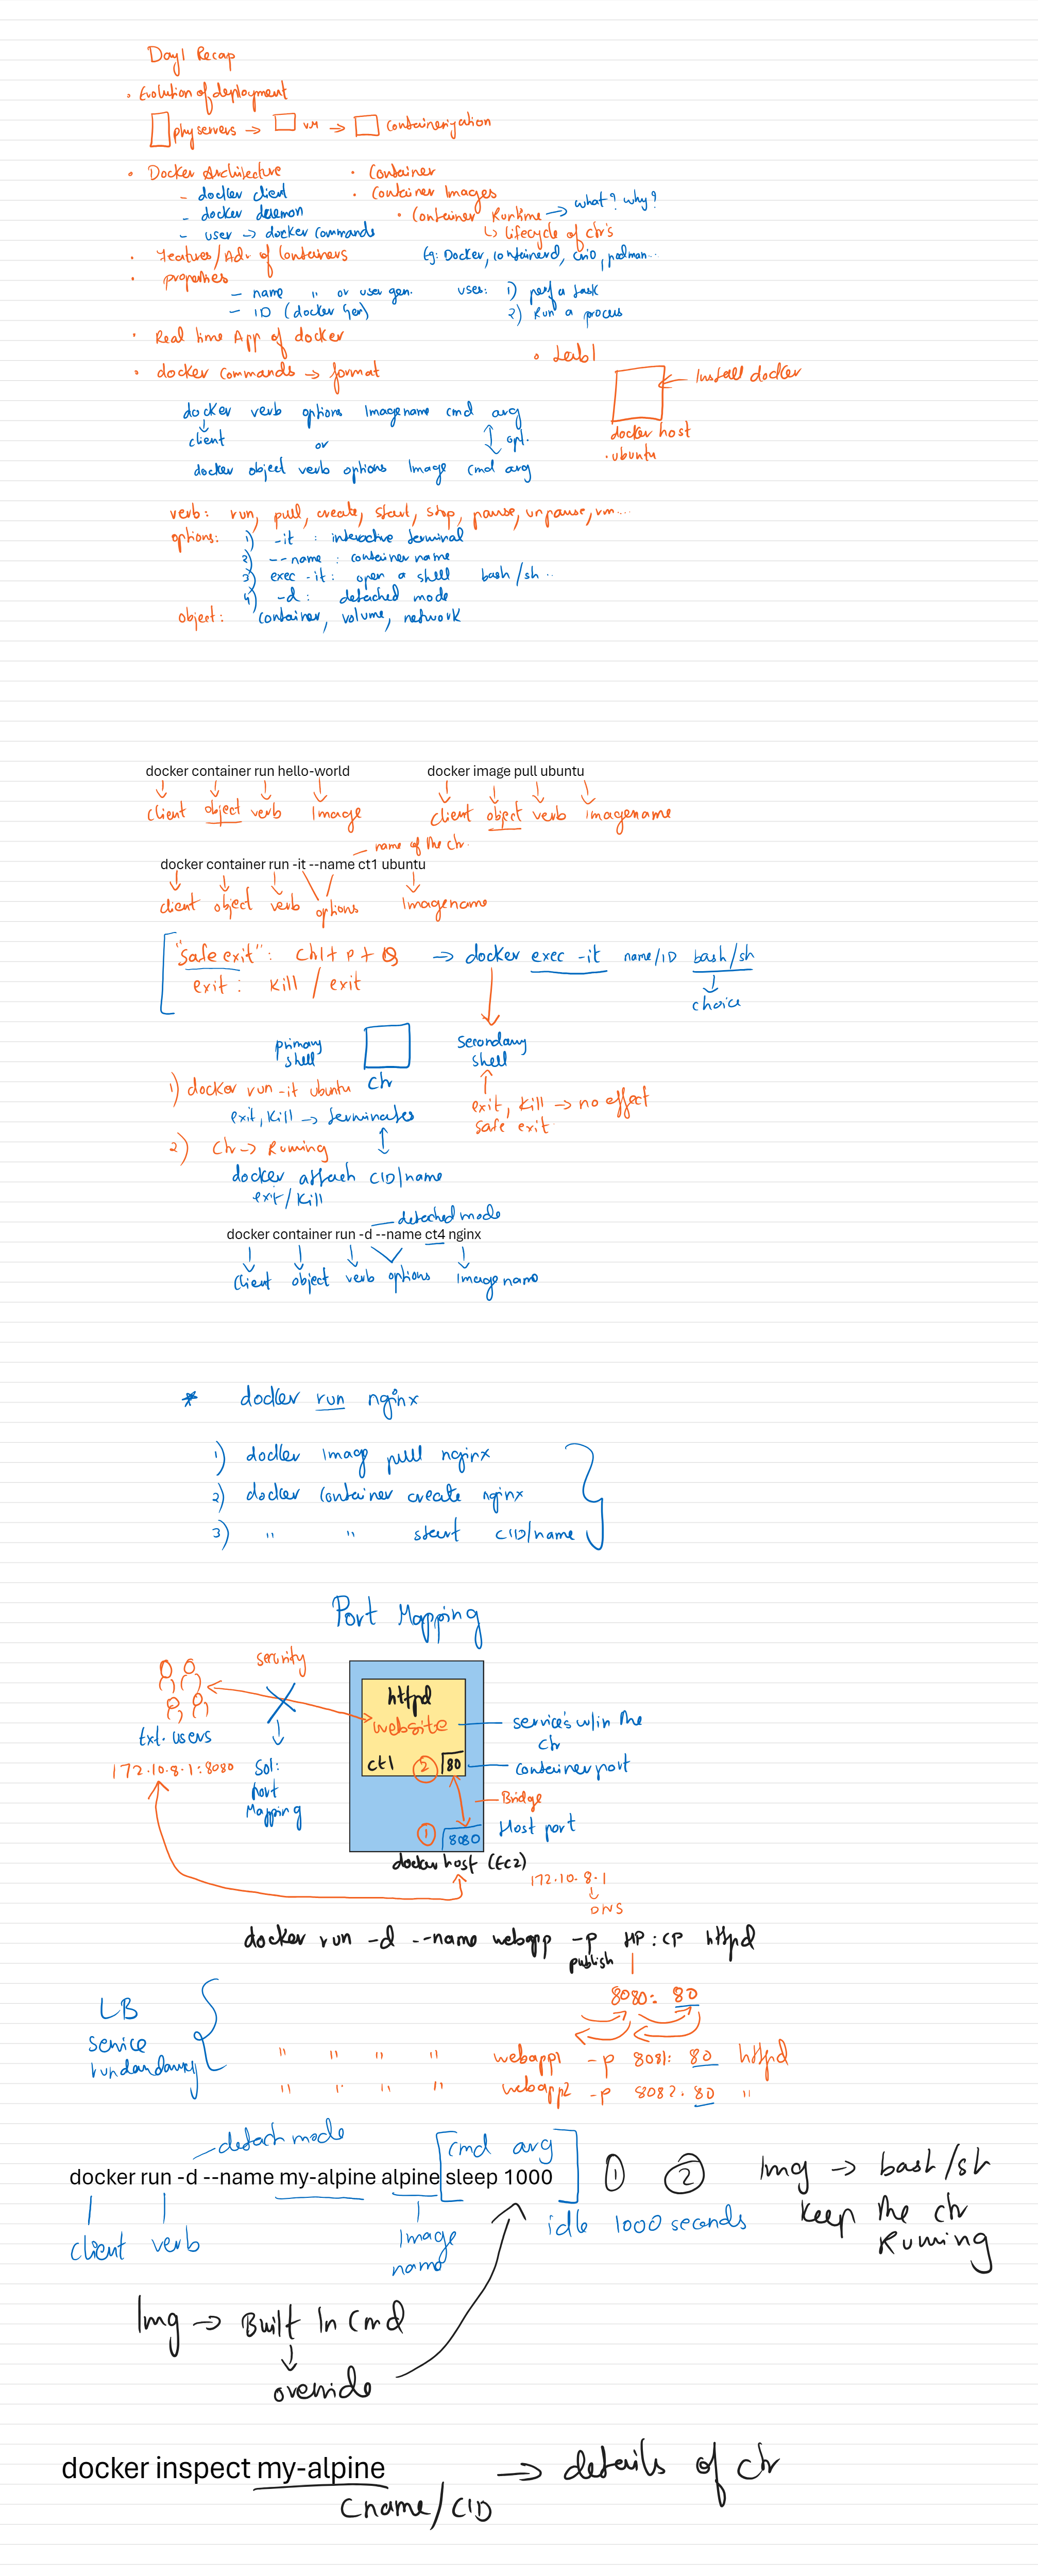 Day1 Recap
• Evolution of deployment
phy servers → VM → Containerization
• Docker Architecture
- docker client
- docker daemon
- user → docker commands
• Container
• Container Images
• Container Runtime → what? why?
↳ lifecycle of ctr's
Eg: Docker, containerd, crio, podman..
• Features/Adv. of Containers
• properties
- name " or user gen.
- ID (docker gen)
uses: 1) perf a task
2) Run a process
• Real time App of docker
• Lab1
• docker commands → format
Install docker
docker host
• ubuntu
docker verb options Imagename cmd arg
client
or
opt.
docker object verb options Image cmd arg
verb: run, pull, create, start, stop, pause, unpause, rm...
options: 1) -it : interactive terminal
2) --name : container name
3) exec -it : open a shell bash/sh ..
4) -d : detached mode
object: container, volume, network
docker container run hello-world
client object verb Image
docker image pull ubuntu
client object verb imagename
name of the ctr.
docker container run -it --name ct1 ubuntu
client object verb options Imagename
"safe exit": Ctrl + P + Q → docker exec -it name/ID bash/sh
exit : kill / exit
choice
primary shell
ctr
Secondary shell
1) docker run -it ubuntu
exit, kill → terminates
exit, kill → no effect
safe exit
2) Ctr → Running
docker attach CID/name
exit/kill
detached mode
docker container run -d --name ct4 nginx
client object verb options Image name
* docker run nginx
1) docker image pull nginx
2) docker container create nginx
3) " " start CID/name
Port Mapping
security
httpd
website
ct1 2 80
service's w/in the ctr
container port
Ext. users
172.10.8.1:8080
Sol:
port
Mapping
Bridge
1 8080
Host port
docker host (EC2)
172.10.8.1
DNS
docker run -d --name webapp -p HP:CP httpd
publish
8080: 80
LB
service
rundandancy
" " " " webapp1 -p 8081: 80 httpd
" " " " webapp2 -p 8082: 80 "
detach mode
[cmd arg]
docker run -d --name my-alpine alpine sleep 1000
client verb
Image name
idle 1000 seconds
1 2
Img → bash/sh
keep the ctr
Running
Img → Built In Cmd
override
docker inspect my-alpine → details of ctr
Cname/CID